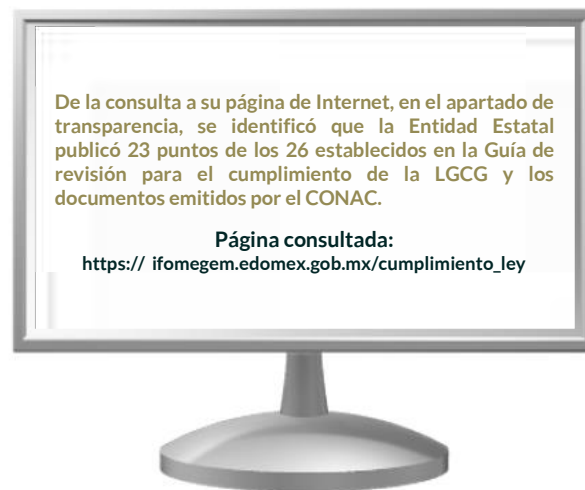 De la consulta a su página de Internet, en el apartado de
transparencia, se identificó que la Entidad Estatal
publicó 23 puntos de los 26 establecidos en la Guía de
revisión para el cumplimiento de la LGCG y los
documentos emitidos por el CONAC.
Página consultada:
https:// ifomegem.edomex.gob.mx/cumplimiento_ley